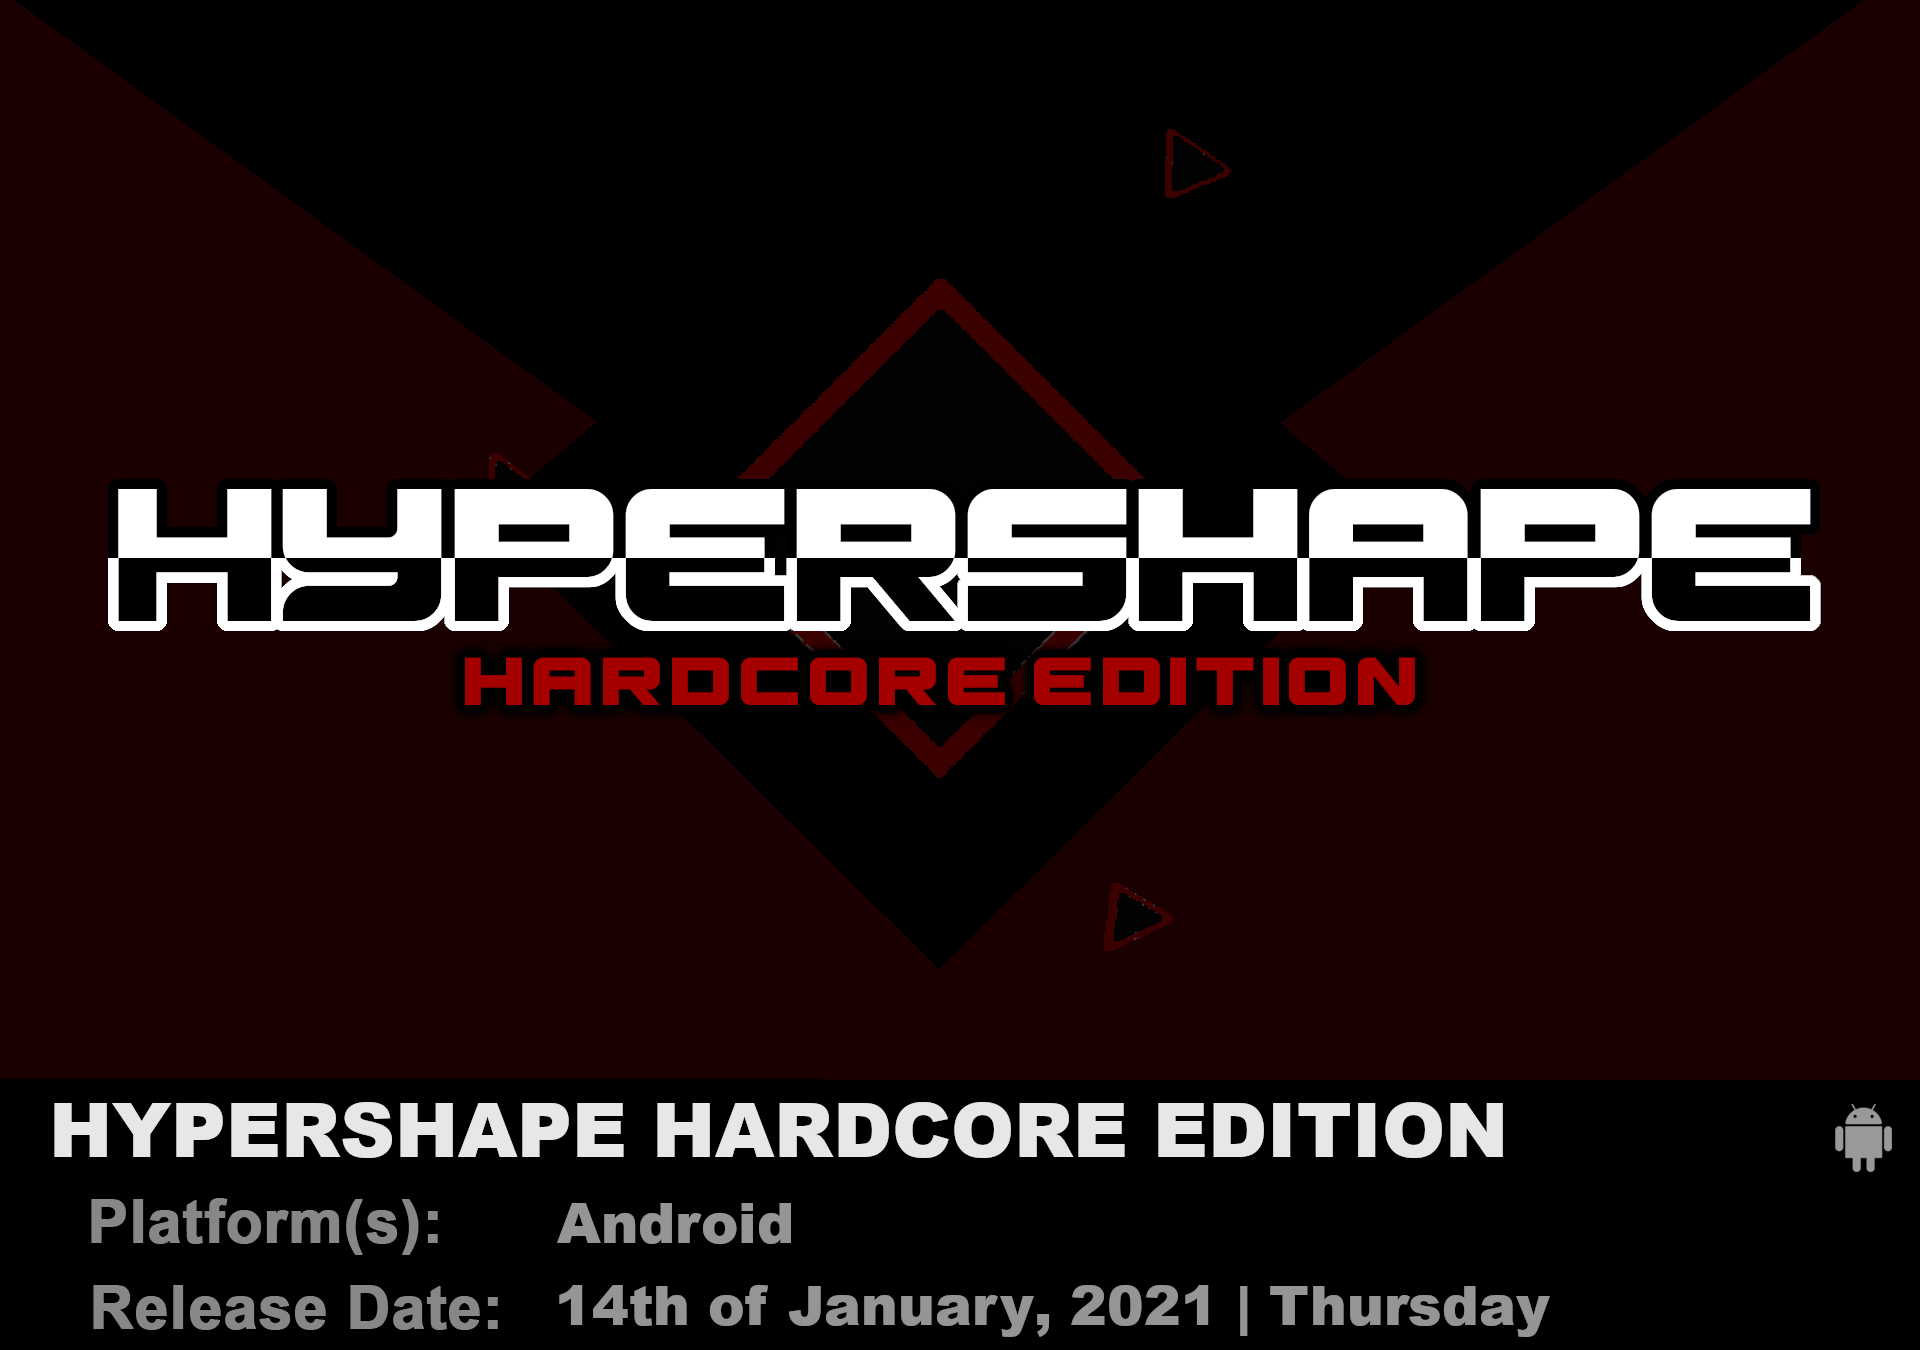 HYPERSHAPE
HARDCORE EDITION
HYPERSHAPE HARDCORE EDITION
Platform(s): Android
Release Date: 14th of January, 2021 | Thursday